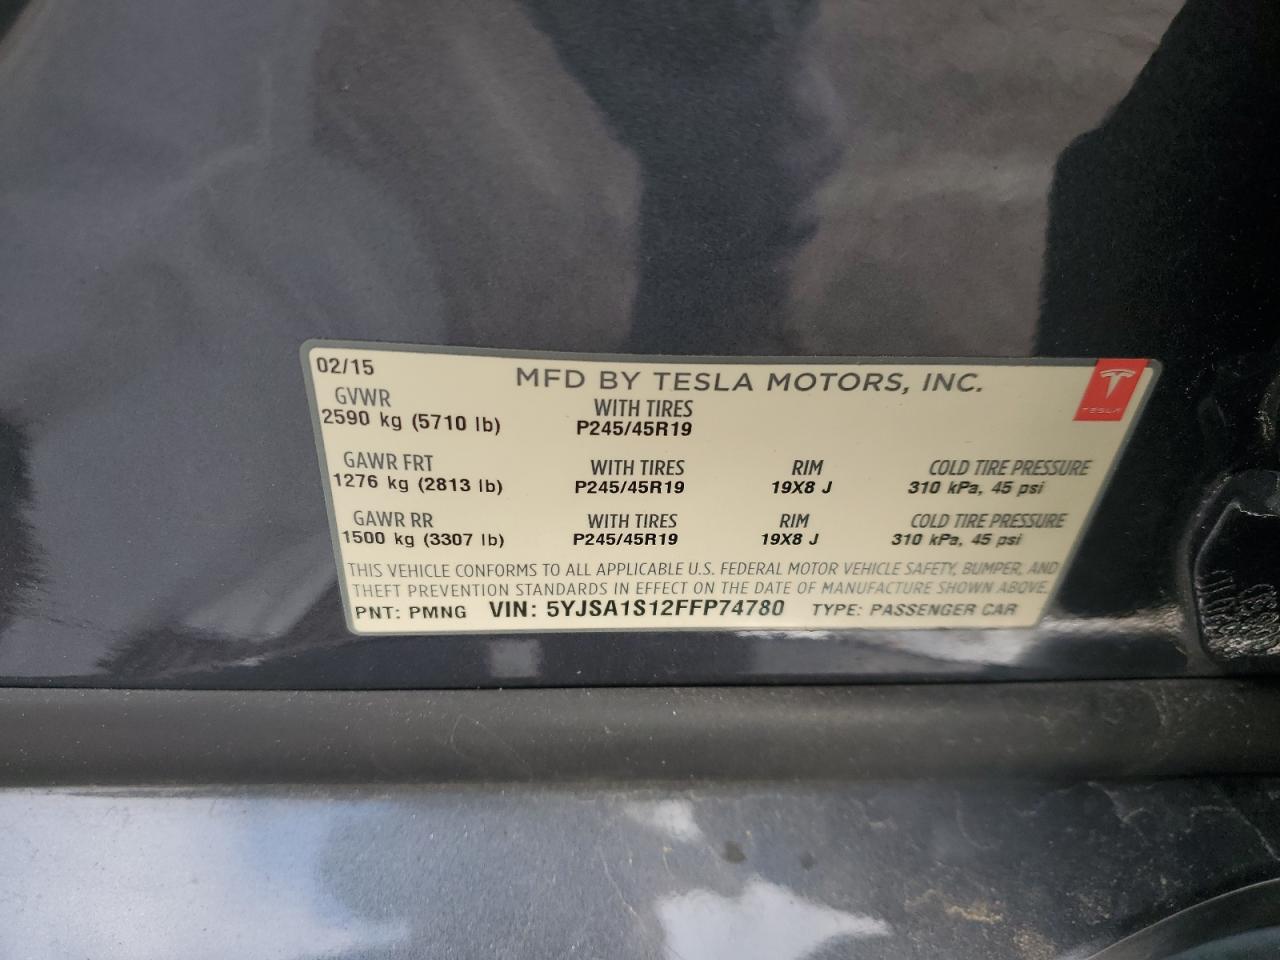 02/15
MFD BY TESLA MOTORS, INC.
TESLA
GVWR
2590 kg (5710 lb)
WITH TIRES
P245/45R19
GAWR FRT WITH TIRES RIM COLD TIRE PRESSURE
1276 kg (2813 lb) P245/45R19 19X8 J 310 kPa, 45 psi
GAWR RR WITH TIRES RIM COLD TIRE PRESSURE
1500 kg (3307 lb) P245/45R19 19X8 J 310 kPa, 45 psi
THIS VEHICLE CONFORMS TO ALL APPLICABLE U.S. FEDERAL MOTOR VEHICLE SAFETY, BUMPER, AND
THEFT PREVENTION STANDARDS IN EFFECT ON THE DATE OF MANUFACTURE SHOWN ABOVE.
PNT: PMNG VIN: 5YJSA1S12FFP74780 TYPE: PASSENGER CAR